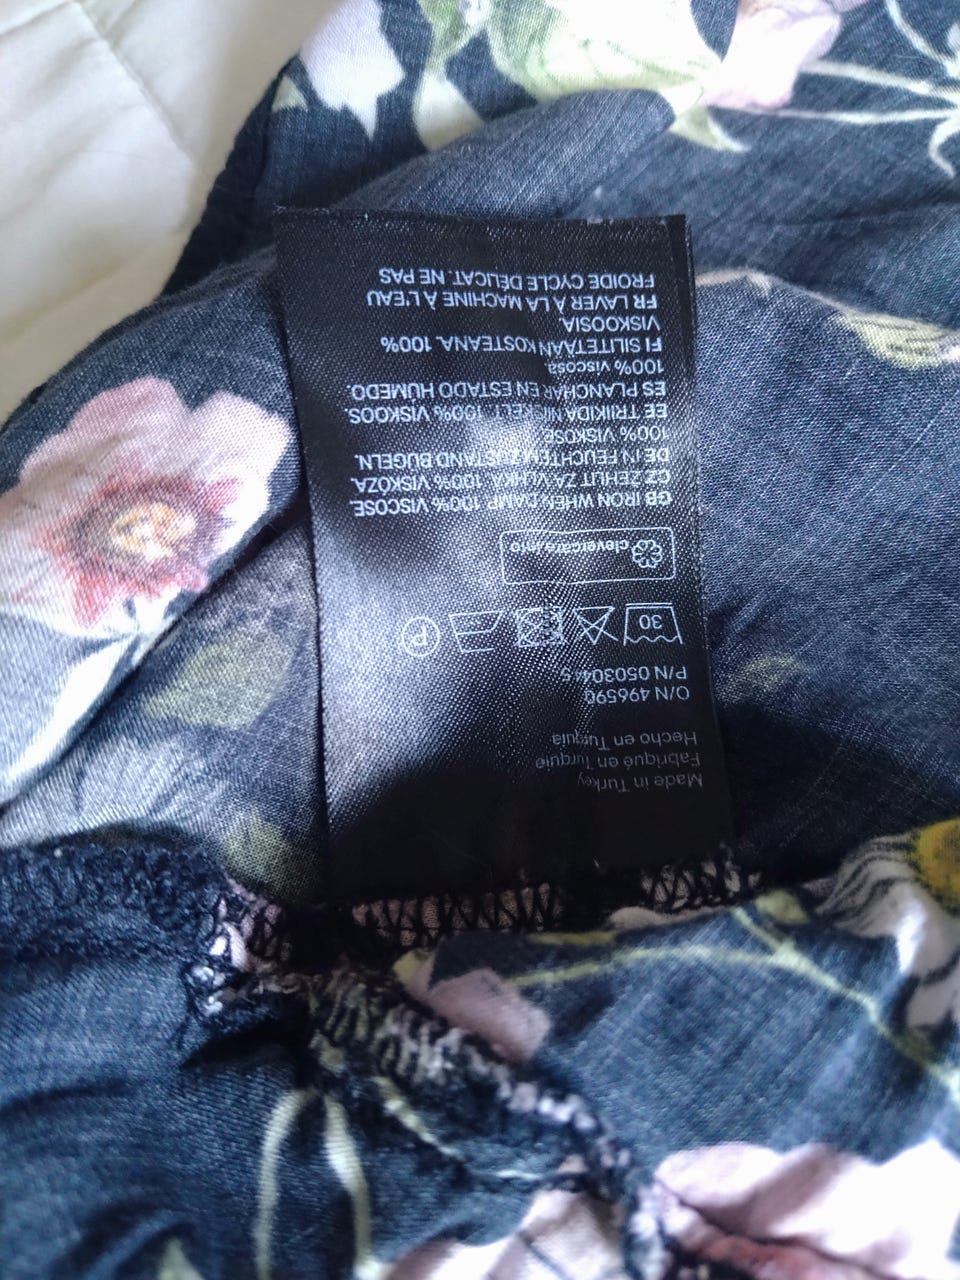 Made in Turkey
Fabriqué en Turquie
Hecho en Turquía
O/N 496590
P/N 0503044 5
30
P
clevercare.info
GB IRON WHEN DAMP. 100% VISCOSE.
CZ ZEHLIT ZA VLHKA. 100% VISKÓZA
DE IN FEUCHTEM ZUSTAND BÜGELN.
100% VISKOSE
EE TRIIKIDA NIISKELT. 100% VISKOOS.
ES PLANCHAR EN ESTADO HUMEDO.
100% viscosa.
FI SILITETÄÄN KOSTEANA. 100%
VISKOOSIA.
FR LAVER À LA MACHINE À L'EAU
FROIDE CYCLE DÉLICAT. NE PAS